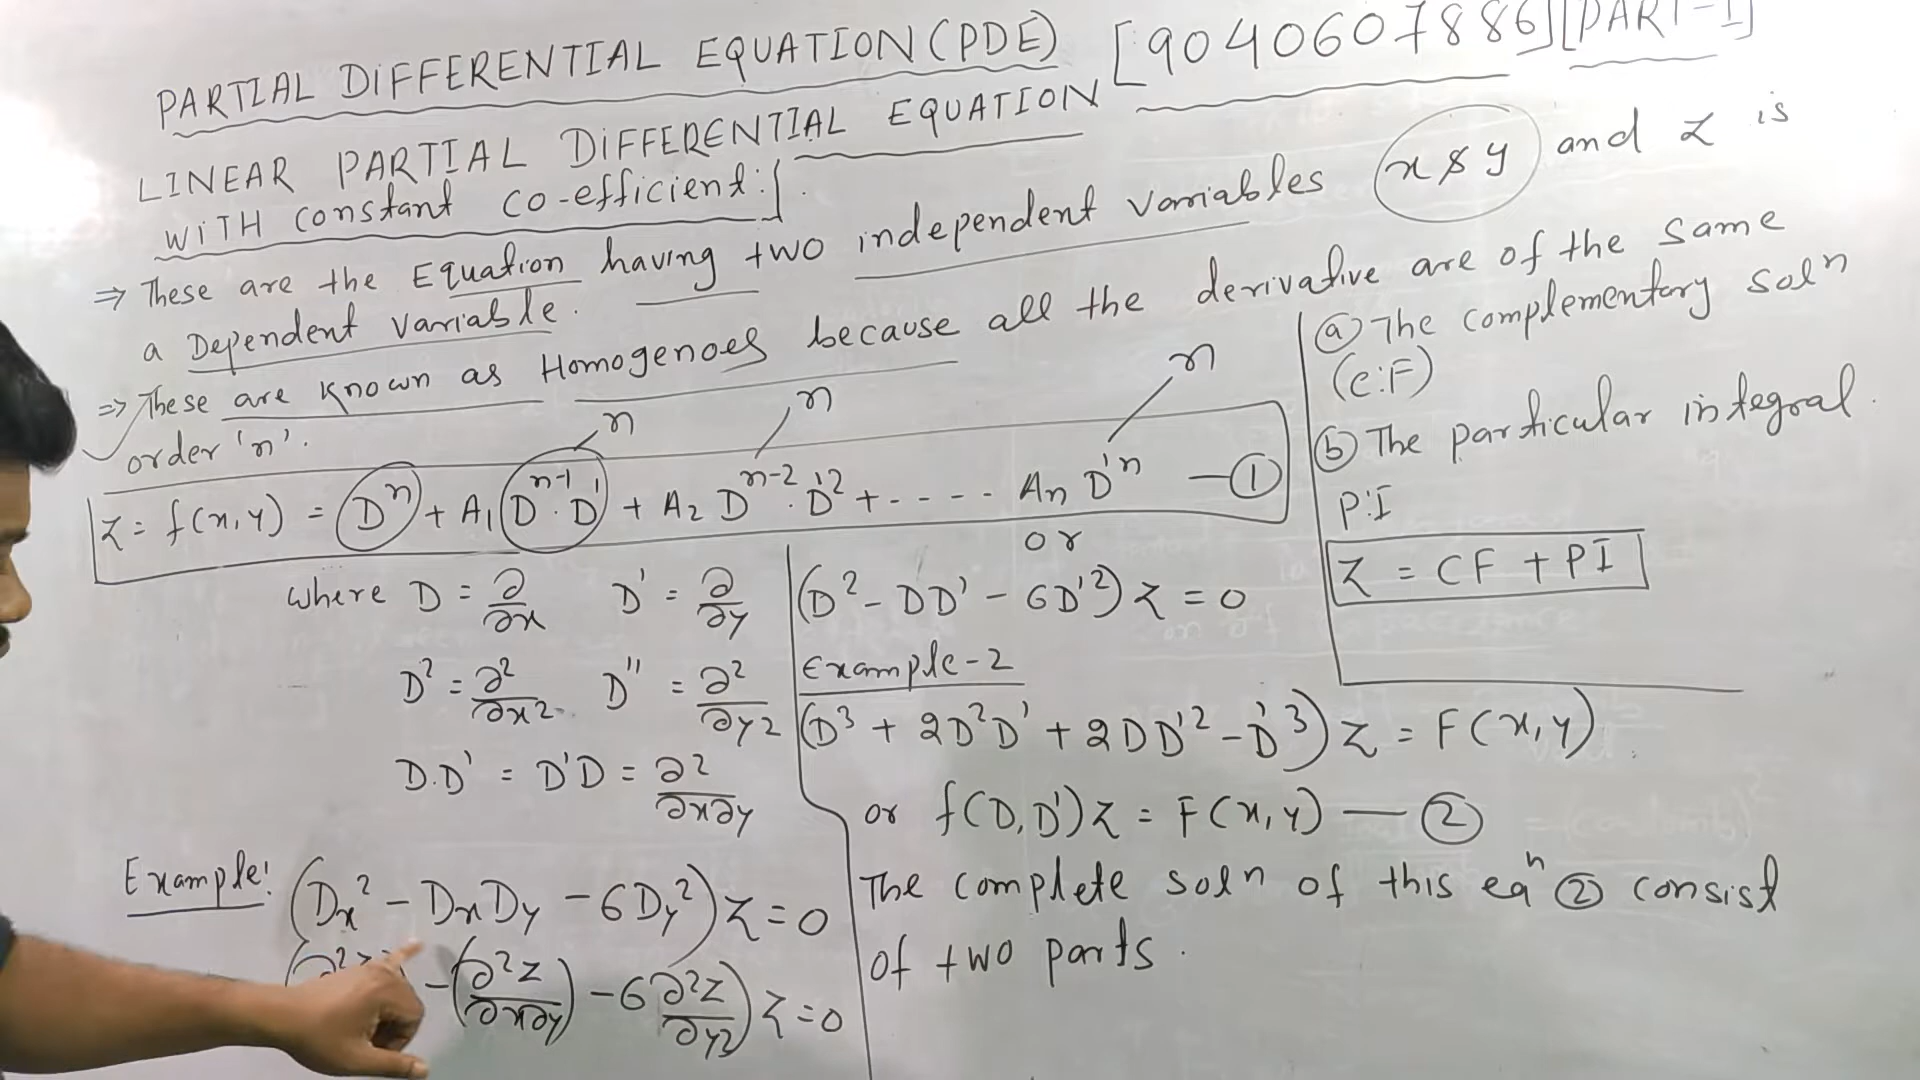 PARTIAL DIFFERENTIAL EQUATION (PDE) [9040607886] [PART-I]
LINEAR PARTIAL DIFFERENTIAL EQUATION
WITH constant co-efficient:
⇒ These are the Equation having two independent variables x & y and z is
a Dependent variable.
⇒ These are known as Homogenoes because all the derivative are of the same
order 'n'.
n n n
z = f(x,y) = Dⁿ + A₁ Dⁿ⁻¹.D' + A₂ Dⁿ⁻².D'² + ----- Aₙ D'ⁿ — ①
where D = ∂/∂x D' = ∂/∂y
D² = ∂²/∂x² D'' = ∂²/∂y²
D.D' = D'D = ∂²/∂x∂y
Example: (Dx² - DxDy - 6Dy²) z = 0
- (∂²z/∂x∂y) - 6 ∂²z/∂y²) z = 0
or
(D² - DD' - 6D'²) z = 0
Example-2
(D³ + 2D²D' + 2DD'² - D'³) z = F(x,y)
or f(D,D')z = F(x,y) — ②
The complete solⁿ of this eqⁿ ② consist
of two parts.
ⓐ The complementary solⁿ
(C:F)
ⓑ The particular integral.
P:I
z = CF + PI